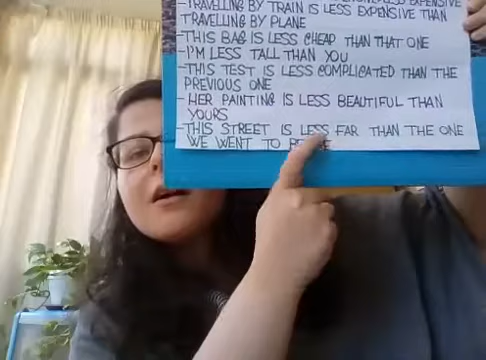 -TRAVELLING BY TRAIN IS LESS EXPENSIVE THAN
TRAVELLING BY PLANE
-THIS BAG IS LESS CHEAP THAN THAT ONE
-I'M LESS TALL THAN YOU
-THIS TEST IS LESS COMPLICATED THAN THE
PREVIOUS ONE
-HER PAINTING IS LESS BEAUTIFUL THAN
YOURS
-THIS STREET IS LESS FAR THAN THE ONE
WE WENT TO